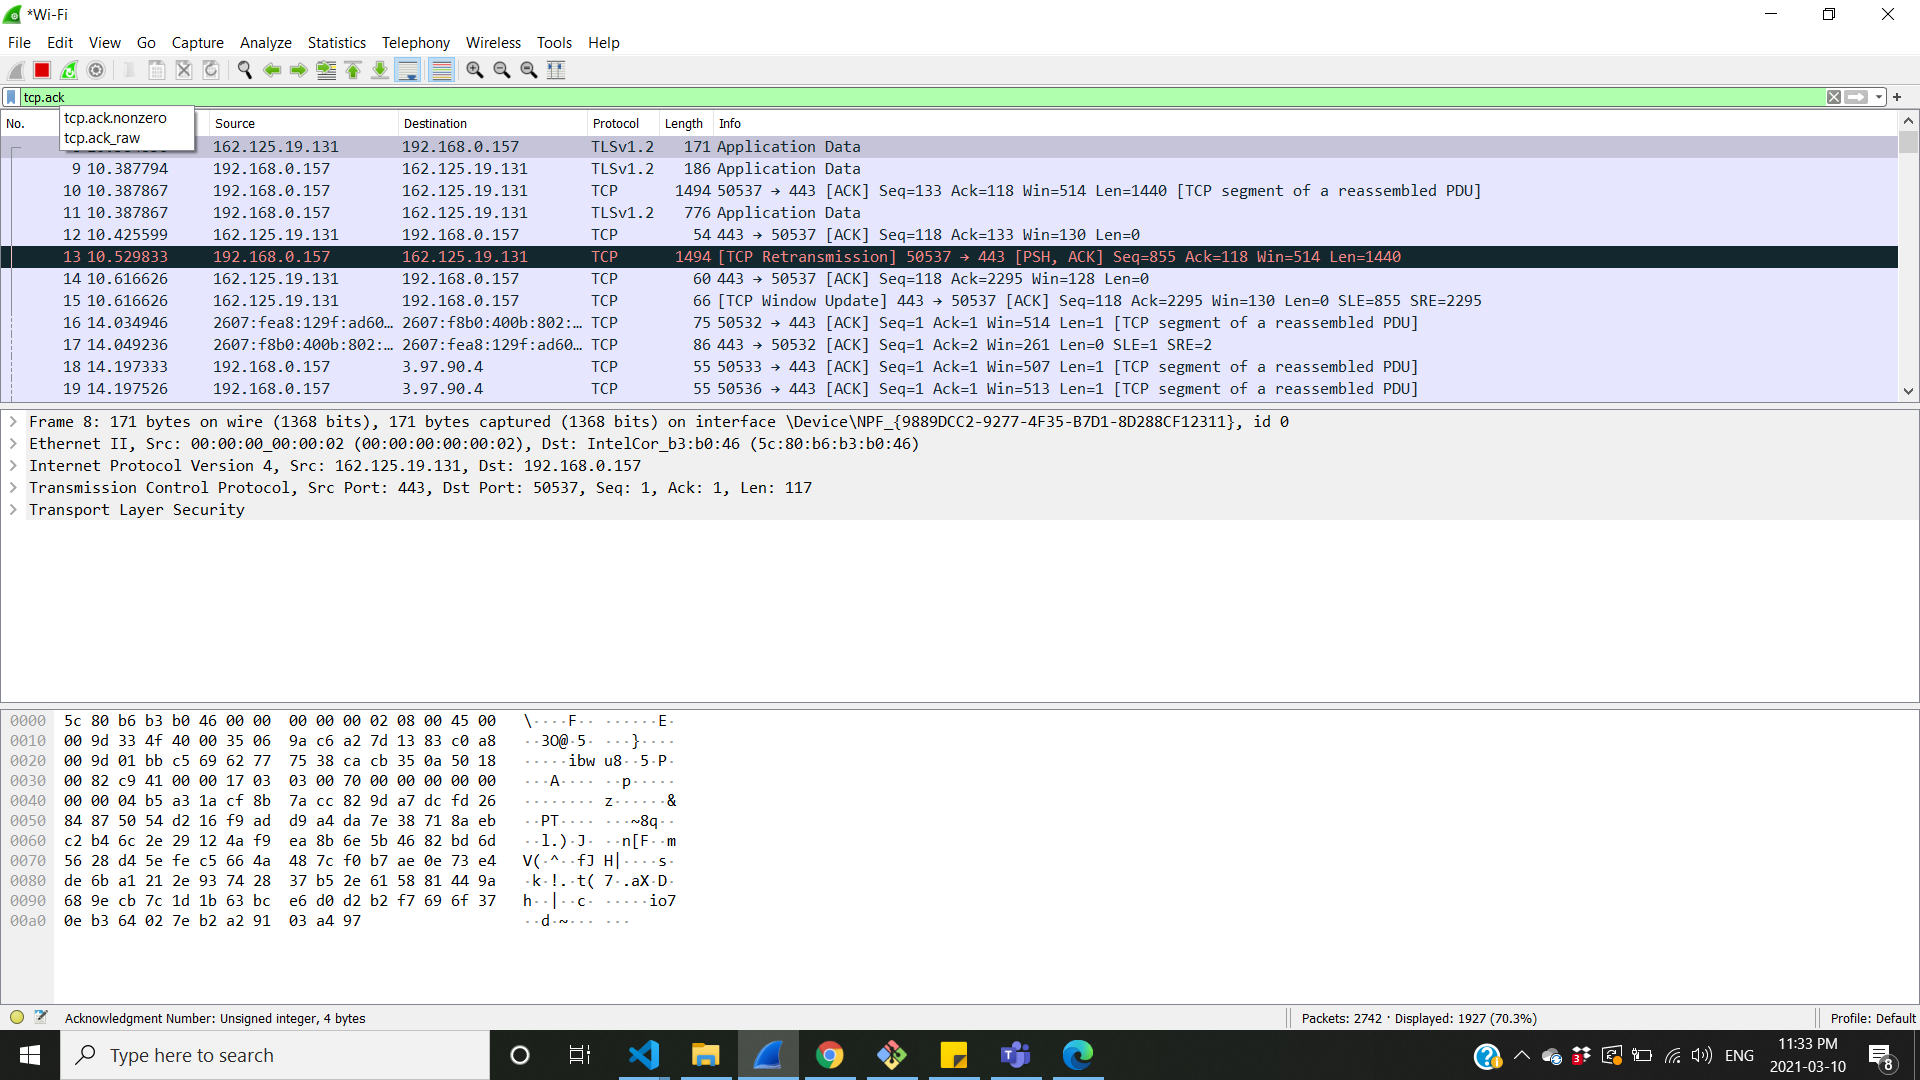 *Wi-Fi
File Edit View Go Capture Analyze Statistics Telephony Wireless Tools Help
tcp.ack
tcp.ack.nonzero
tcp.ack_raw
No. Source Destination Protocol Length Info
162.125.19.131 192.168.0.157 TLSv1.2 171 Application Data
9 10.387794 192.168.0.157 162.125.19.131 TLSv1.2 186 Application Data
10 10.387867 192.168.0.157 162.125.19.131 TCP 1494 50537 → 443 [ACK] Seq=133 Ack=118 Win=514 Len=1440 [TCP segment of a reassembled PDU]
11 10.387867 192.168.0.157 162.125.19.131 TLSv1.2 776 Application Data
12 10.425599 162.125.19.131 192.168.0.157 TCP 54 443 → 50537 [ACK] Seq=118 Ack=133 Win=130 Len=0
13 10.529833 192.168.0.157 162.125.19.131 TCP 1494 [TCP Retransmission] 50537 → 443 [PSH, ACK] Seq=855 Ack=118 Win=514 Len=1440
14 10.616626 162.125.19.131 192.168.0.157 TCP 60 443 → 50537 [ACK] Seq=118 Ack=2295 Win=128 Len=0
15 10.616626 162.125.19.131 192.168.0.157 TCP 66 [TCP Window Update] 443 → 50537 [ACK] Seq=118 Ack=2295 Win=130 Len=0 SLE=855 SRE=2295
16 14.034946 2607:fea8:129f:ad60… 2607:f8b0:400b:802:… TCP 75 50532 → 443 [ACK] Seq=1 Ack=1 Win=514 Len=1 [TCP segment of a reassembled PDU]
17 14.049236 2607:f8b0:400b:802:… 2607:fea8:129f:ad60… TCP 86 443 → 50532 [ACK] Seq=1 Ack=2 Win=261 Len=0 SLE=1 SRE=2
18 14.197333 192.168.0.157 3.97.90.4 TCP 55 50533 → 443 [ACK] Seq=1 Ack=1 Win=507 Len=1 [TCP segment of a reassembled PDU]
19 14.197526 192.168.0.157 3.97.90.4 TCP 55 50536 → 443 [ACK] Seq=1 Ack=1 Win=513 Len=1 [TCP segment of a reassembled PDU]
Frame 8: 171 bytes on wire (1368 bits), 171 bytes captured (1368 bits) on interface \Device\NPF_{9889DCC2-9277-4F35-B7D1-8D288CF12311}, id 0
Ethernet II, Src: 00:00:00_00:00:02 (00:00:00:00:00:02), Dst: IntelCor_b3:b0:46 (5c:80:b6:b3:b0:46)
Internet Protocol Version 4, Src: 162.125.19.131, Dst: 192.168.0.157
Transmission Control Protocol, Src Port: 443, Dst Port: 50537, Seq: 1, Ack: 1, Len: 117
Transport Layer Security
0000 5c 80 b6 b3 b0 46 00 00 00 00 00 02 08 00 45 00 \····F·· ······E·
0010 00 9d 33 4f 40 00 35 06 9a c6 a2 7d 13 83 c0 a8 ··3O@·5· ···}····
0020 00 9d 01 bb c5 69 62 77 75 38 ca cb 35 0a 50 18 ·····ibw u8··5·P·
0030 00 82 c9 41 00 00 17 03 03 00 70 00 00 00 00 00 ···A···· ··p·····
0040 00 00 04 b5 a3 1a cf 8b 7a cc 82 9d a7 dc fd 26 ········ z······&
0050 84 87 50 54 d2 16 f9 ad d9 a4 da 7e 38 71 8a eb ··PT···· ···~8q··
0060 c2 b4 6c 2e 29 12 4a f9 ea 8b 6e 5b 46 82 bd 6d ··l.)·J· ··n[F··m
0070 56 28 d4 5e fe c5 66 4a 48 7c f0 b7 ae 0e 73 e4 V(·^··fJ H|····s·
0080 de 6b a1 21 2e 93 74 28 37 b5 2e 61 58 81 44 9a ·k·!.·t( 7·.aX·D·
0090 68 9e cb 7c 1d 1b 63 bc e6 d0 d2 b2 f7 69 6f 37 h··|··c· ·····io7
00a0 0e b3 64 02 7e b2 a2 91 03 a4 97 ··d·~··· ···
Acknowledgment Number: Unsigned integer, 4 bytes Packets: 2742 · Displayed: 1927 (70.3%) Profile: Default
Type here to search ENG 11:33 PM
2021-03-10 8